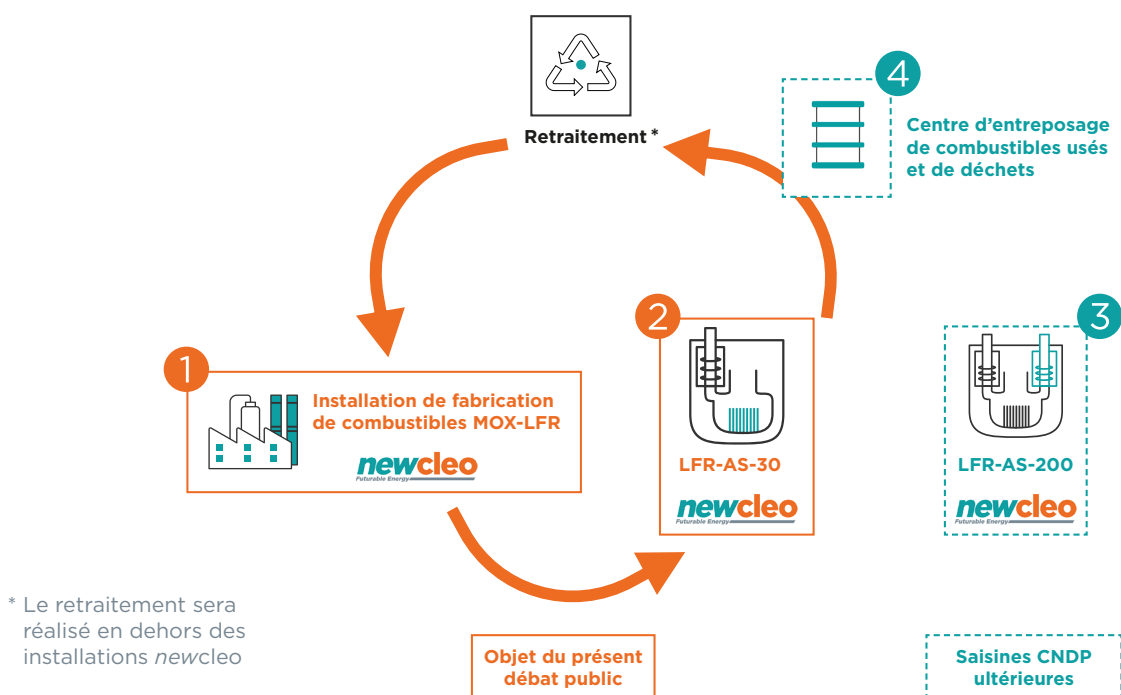 4
Centre d'entreposage
de combustibles usés
et de déchets
Retraitement *
1
Installation de fabrication
de combustibles MOX-LFR
newcleo
Futurable Energy
2
LFR-AS-30
newcleo
Futurable Energy
3
LFR-AS-200
newcleo
Futurable Energy
* Le retraitement sera
réalisé en dehors des
installations newcleo
Objet du présent
débat public
Saisines CNDP
ultérieures